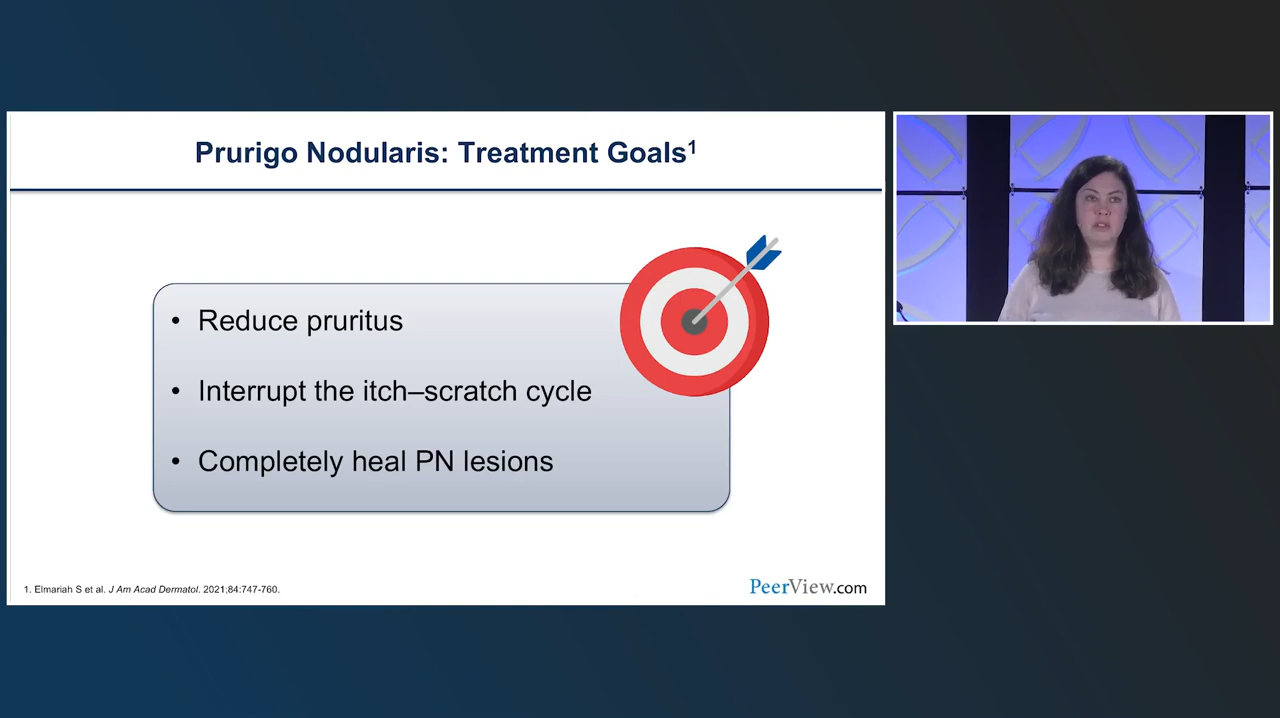 Prurigo Nodularis: Treatment Goals1
• Reduce pruritus
• Interrupt the itch–scratch cycle
• Completely heal PN lesions
1. Elmariah S et al. J Am Acad Dermatol. 2021;84:747-760.
PeerView.com